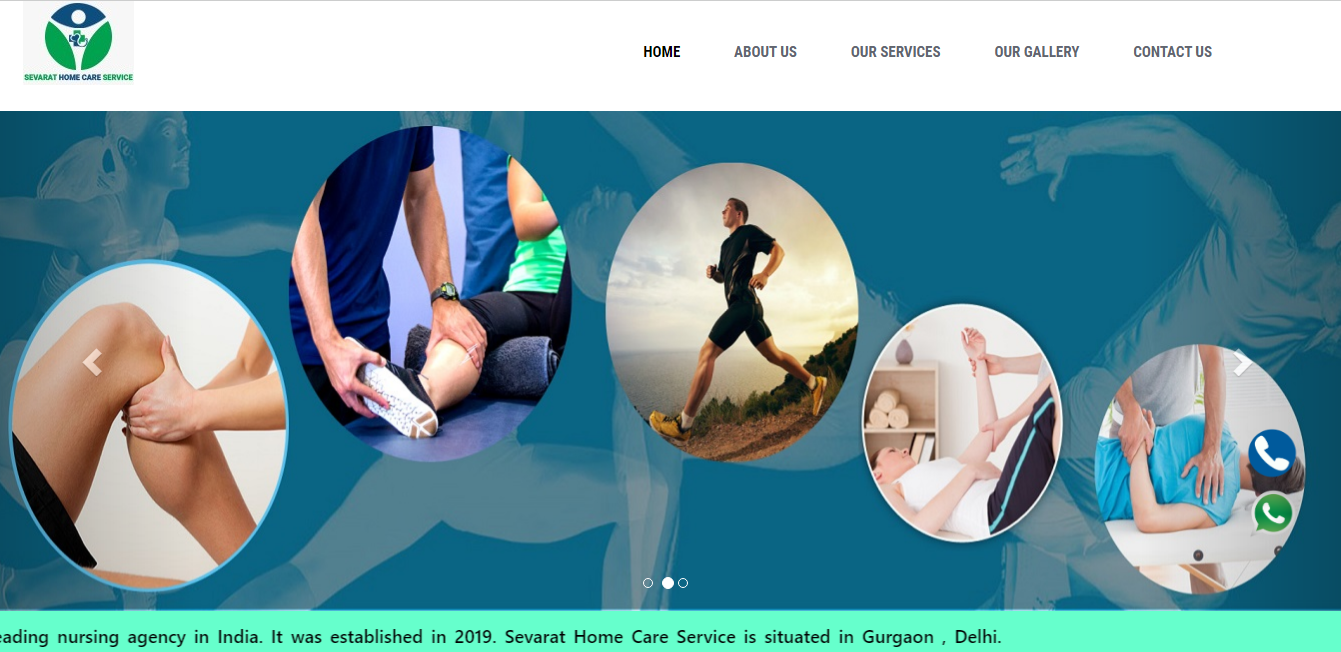 SEVARAT HOME CARE SERVICE
HOME ABOUT US OUR SERVICES OUR GALLERY CONTACT US
nursing agency in India. It was established in 2019. Sevarat Home Care Service is situated in Gurgaon , Delhi.